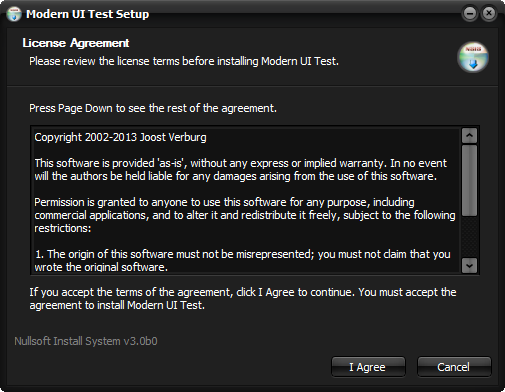 Modern UI Test Setup
License Agreement
Please review the license terms before installing Modern UI Test.
Press Page Down to see the rest of the agreement.
Copyright 2002-2013 Joost Verburg
This software is provided 'as-is', without any express or implied warranty. In no event
will the authors be held liable for any damages arising from the use of this software.
Permission is granted to anyone to use this software for any purpose, including
commercial applications, and to alter it and redistribute it freely, subject to the following
restrictions:
1. The origin of this software must not be misrepresented; you must not claim that you
wrote the original software.
If you accept the terms of the agreement, click I Agree to continue. You must accept the
agreement to install Modern UI Test.
Nullsoft Install System v3.0b0
I Agree
Cancel